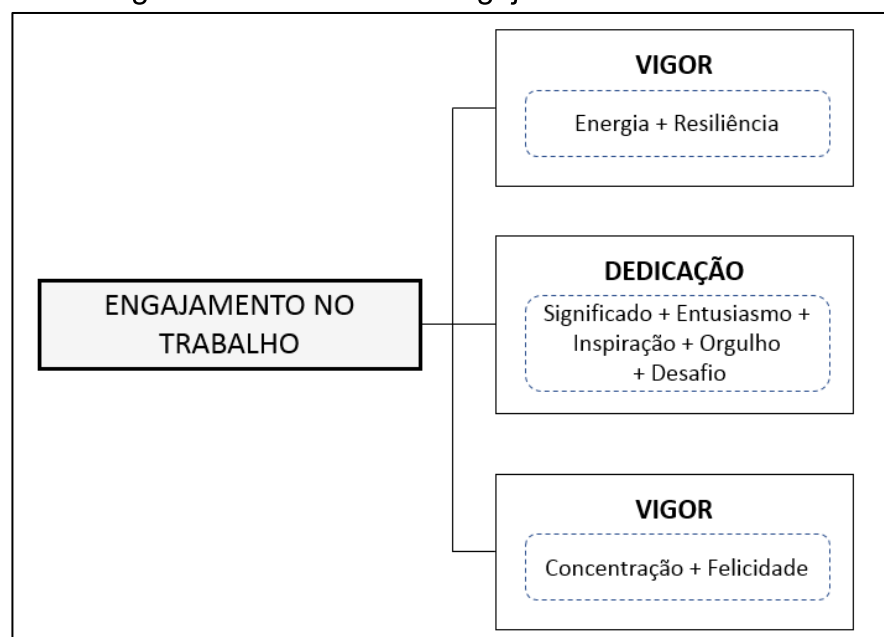 ENGAJAMENTO NO
TRABALHO
VIGOR
Energia + Resiliência
DEDICAÇÃO
Significado + Entusiasmo +
Inspiração + Orgulho
+ Desafio
VIGOR
Concentração + Felicidade